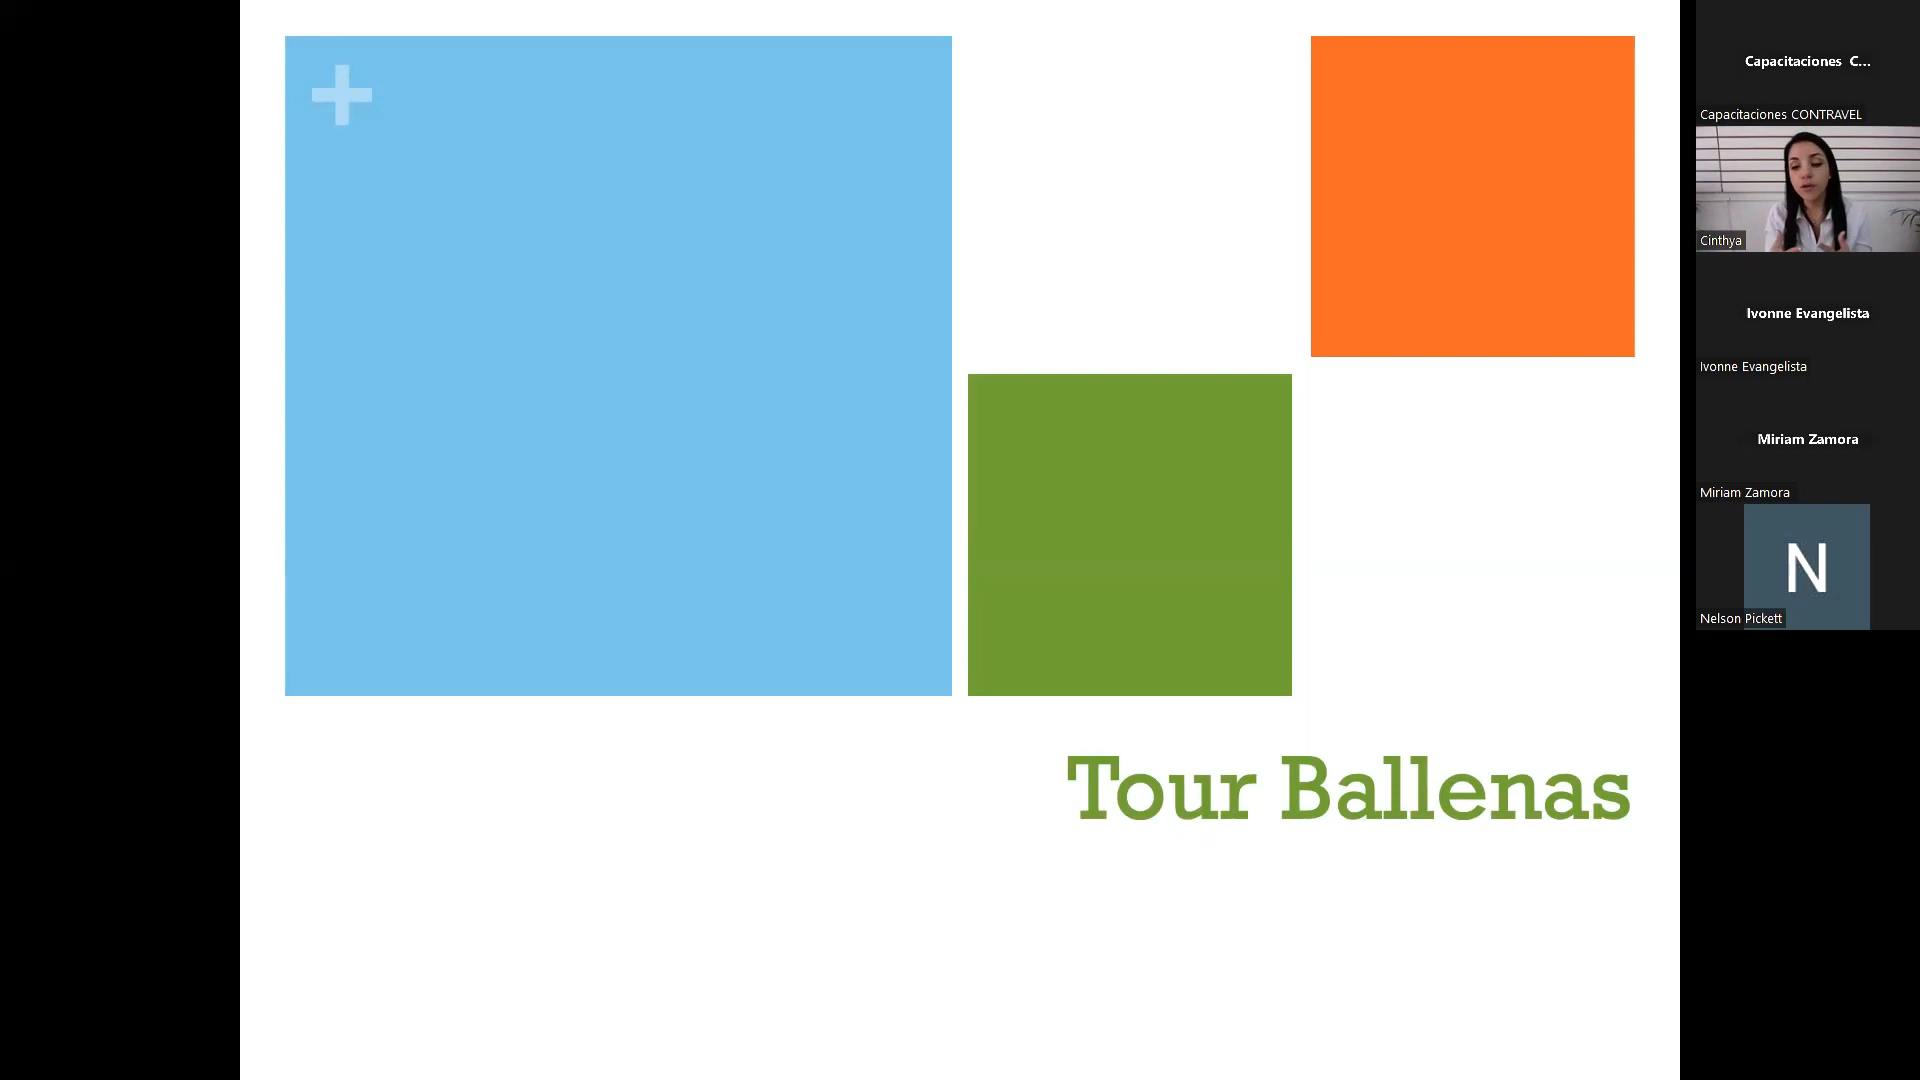 +
Tour Ballenas
Capacitaciones C...
Capacitaciones CONTRAVEL
Cinthya
Ivonne Evangelista
Ivonne Evangelista
Miriam Zamora
Miriam Zamora
N
Nelson Pickett